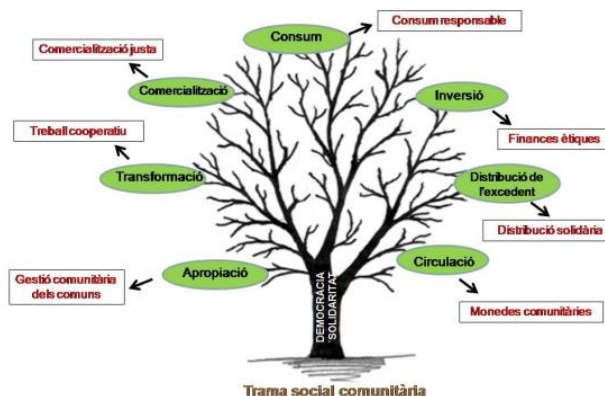 Consum
Consum responsable
Comercialització justa
Comercialització
Inversió
Treball cooperatiu
Finances ètiques
Transformació
Distribució de
l'excedent
Distribució solidària
Apropiació
Circulació
Gestió comunitària
dels comuns
DEMOCRÀCIA
SOLIDARITAT
Monedes comunitàries
Trama social comunitària